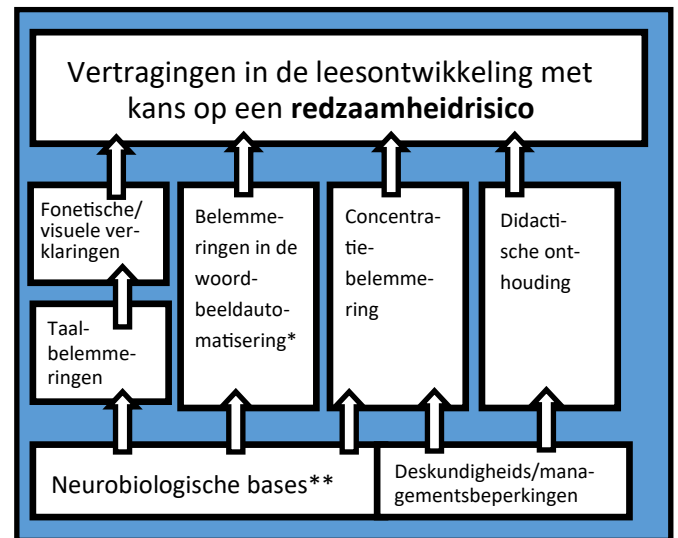 Vertragingen in de leesontwikkeling met
kans op een redzaamheidrisico
Fonetische/
visuele ver-
klaringen
Taal-
belemme-
ringen
Belemme-
ringen in de
woord-
beeldauto-
matisering*
Concentra-
tie-
belemme-
ring
Didacti-
sche ont-
houding
Neurobiologische bases**
Deskundigheids/mana-
gementsbeperkingen